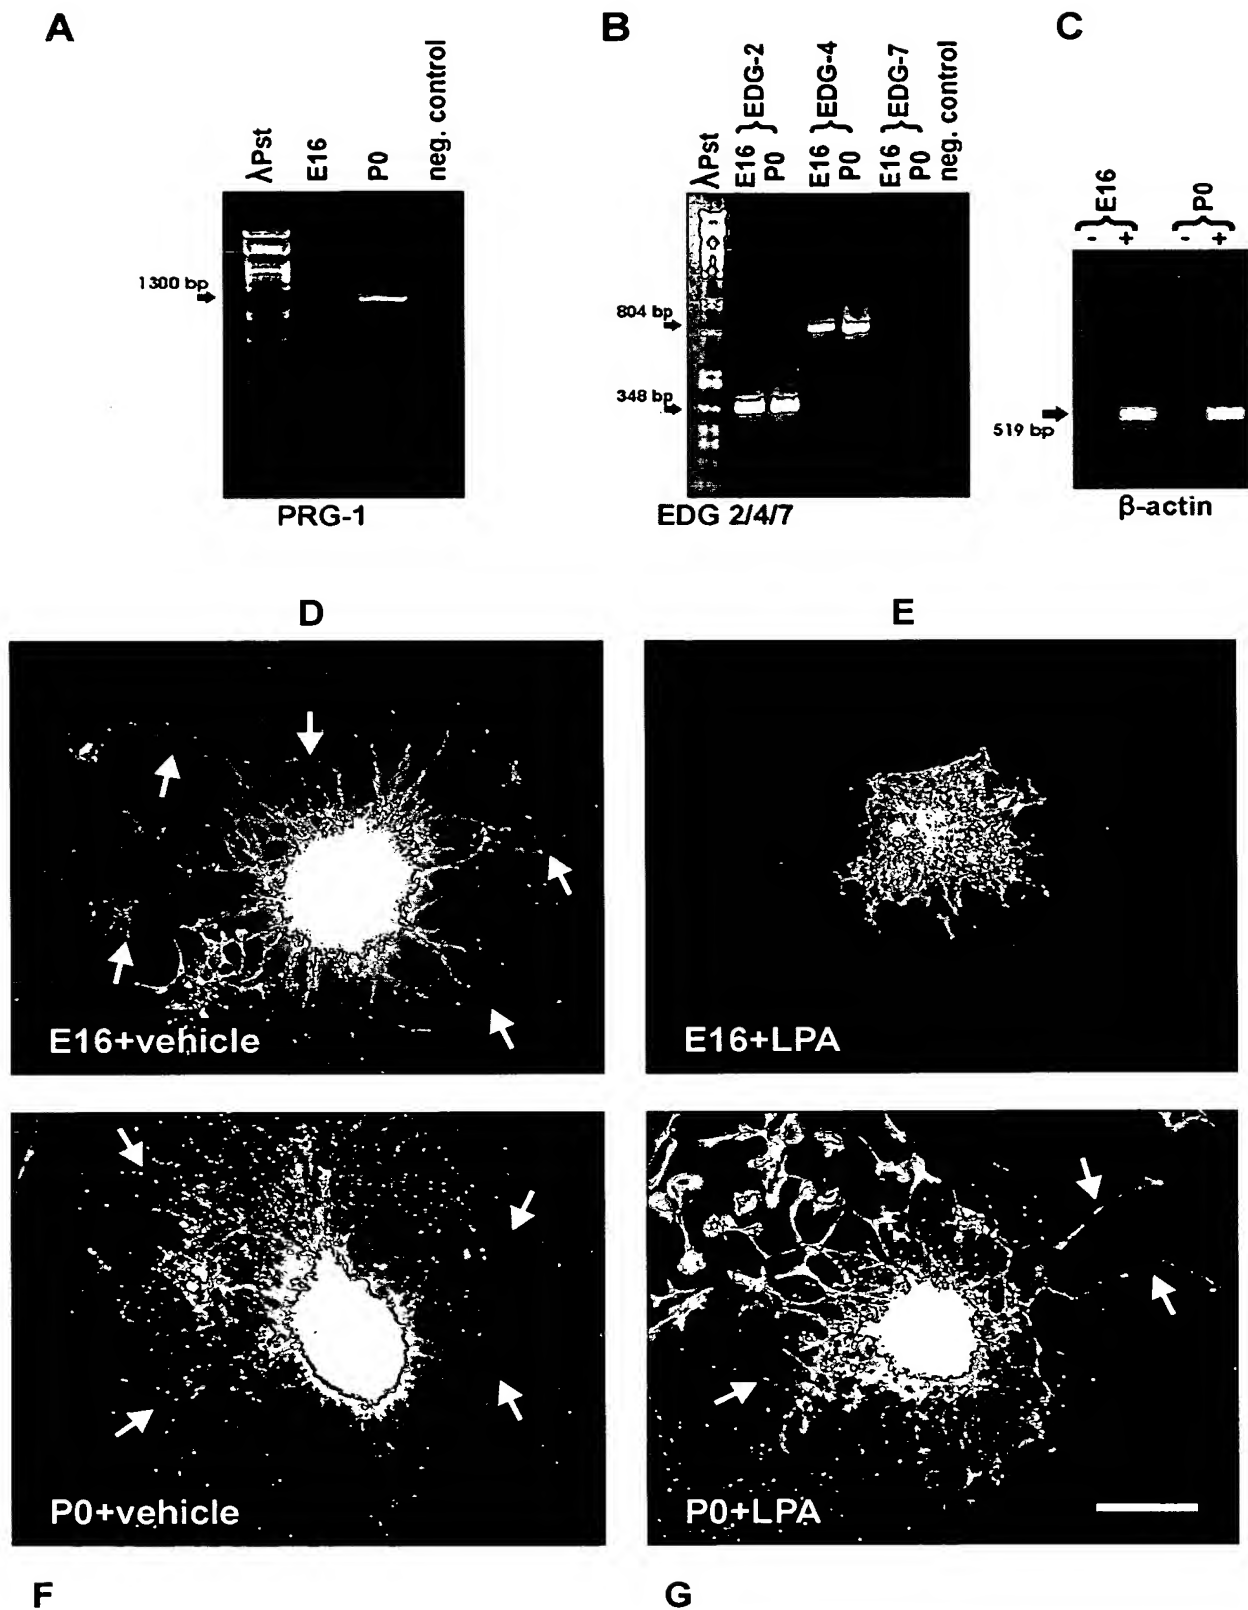 A
B
C
λPst
E16
P0
neg. control
1300 bp
PRG-1
λPst
E16 } EDG-2
P0
E16 } EDG-4
P0
E16 } EDG-7
P0
neg. control
804 bp
348 bp
EDG 2/4/7
- } E16
+
- } P0
+
519 bp
β-actin
D
E
E16+vehicle
E16+LPA
P0+vehicle
P0+LPA
F
G